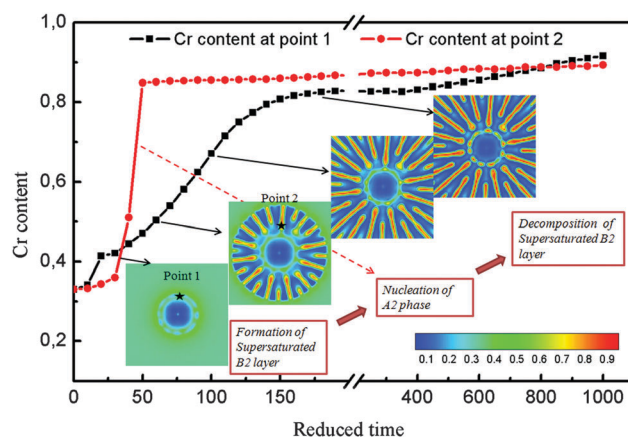 Cr content at point 1
Cr content at point 2
1,0
0,8
0,6
0,4
0,2
Cr content
Point 2
Point 1
Decomposition of
Supersaturated B2
layer
Nucleation of
A2 phase
Formation of
Supersaturated
B2 layer
0.1 0.2 0.3 0.4 0.5 0.6 0.7 0.8 0.9
0 50 100 150 400 600 800 1000
Reduced time